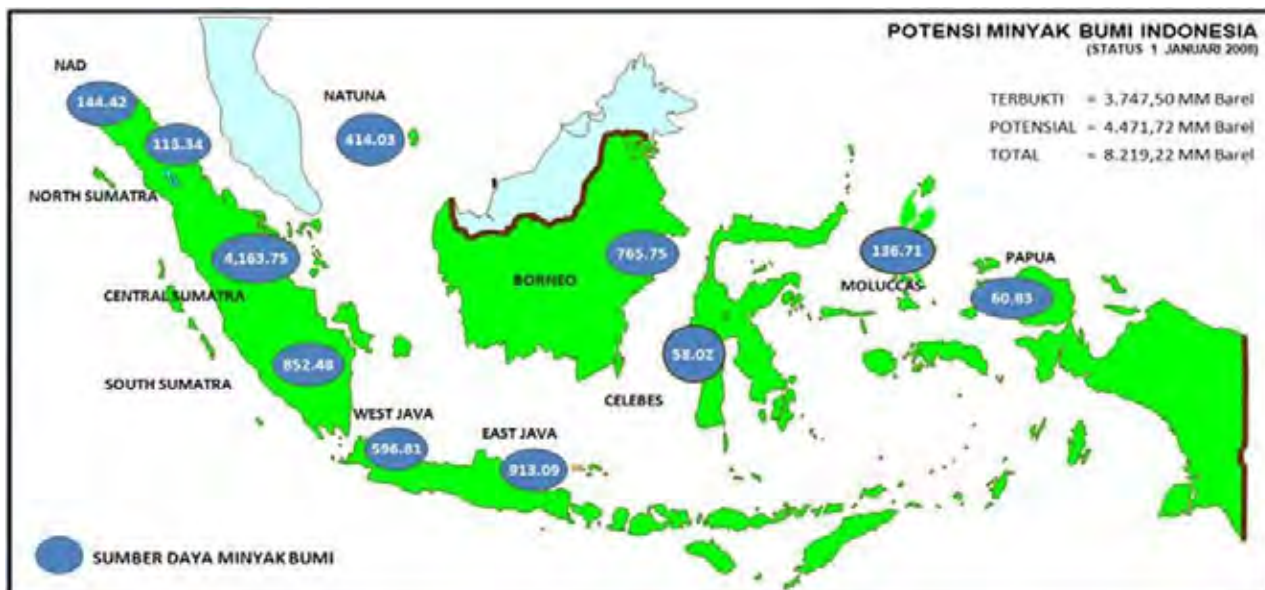 POTENSI MINYAK BUMI INDONESIA
(STATUS 1 JANUARI 2008)
TERBUKTI = 3.747,50 MM Barel
POTENSIAL = 4.471,72 MM Barel
TOTAL = 8.219,22 MM Barel
NAD
144.42
NATUNA
414.03
113.34
NORTH SUMATRA
4,163.75
CENTRAL SUMATRA
765.75
BORNEO
136.71
MOLUCCAS
PAPUA
60.83
852.48
SOUTH SUMATRA
58.02
CELEBES
WEST JAVA
596.81
EAST JAVA
913.09
SUMBER DAYA MINYAK BUMI